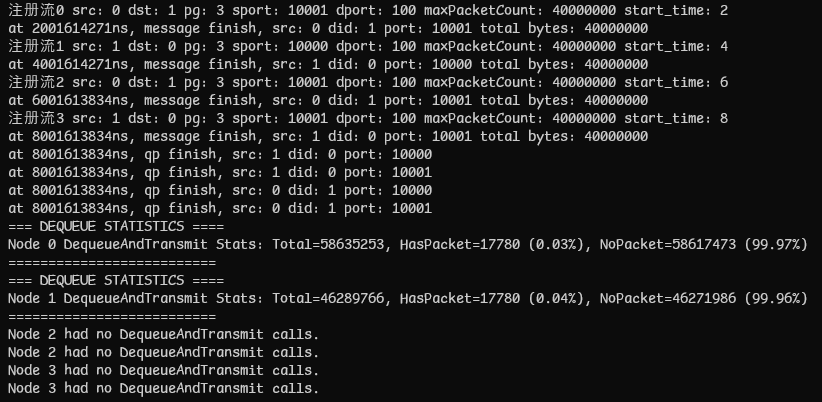 注册流0 src: 0 dst: 1 pg: 3 sport: 10001 dport: 100 maxPacketCount: 40000000 start_time: 2
at 2001614271ns, message finish, src: 0 did: 1 port: 10001 total bytes: 40000000
注册流1 src: 1 dst: 0 pg: 3 sport: 10000 dport: 100 maxPacketCount: 40000000 start_time: 4
at 4001614271ns, message finish, src: 1 did: 0 port: 10000 total bytes: 40000000
注册流2 src: 0 dst: 1 pg: 3 sport: 10001 dport: 100 maxPacketCount: 40000000 start_time: 6
at 6001613834ns, message finish, src: 0 did: 1 port: 10001 total bytes: 40000000
注册流3 src: 1 dst: 0 pg: 3 sport: 10001 dport: 100 maxPacketCount: 40000000 start_time: 8
at 8001613834ns, message finish, src: 1 did: 0 port: 10001 total bytes: 40000000
at 8001613834ns, qp finish, src: 1 did: 0 port: 10000
at 8001613834ns, qp finish, src: 1 did: 0 port: 10001
at 8001613834ns, qp finish, src: 0 did: 1 port: 10000
at 8001613834ns, qp finish, src: 0 did: 1 port: 10001
=== DEQUEUE STATISTICS ====
Node 0 DequeueAndTransmit Stats: Total=58635253, HasPacket=17780 (0.03%), NoPacket=58617473 (99.97%)
==========================
=== DEQUEUE STATISTICS ====
Node 1 DequeueAndTransmit Stats: Total=46289766, HasPacket=17780 (0.04%), NoPacket=46271986 (99.96%)
==========================
Node 2 had no DequeueAndTransmit calls.
Node 2 had no DequeueAndTransmit calls.
Node 3 had no DequeueAndTransmit calls.
Node 3 had no DequeueAndTransmit calls.